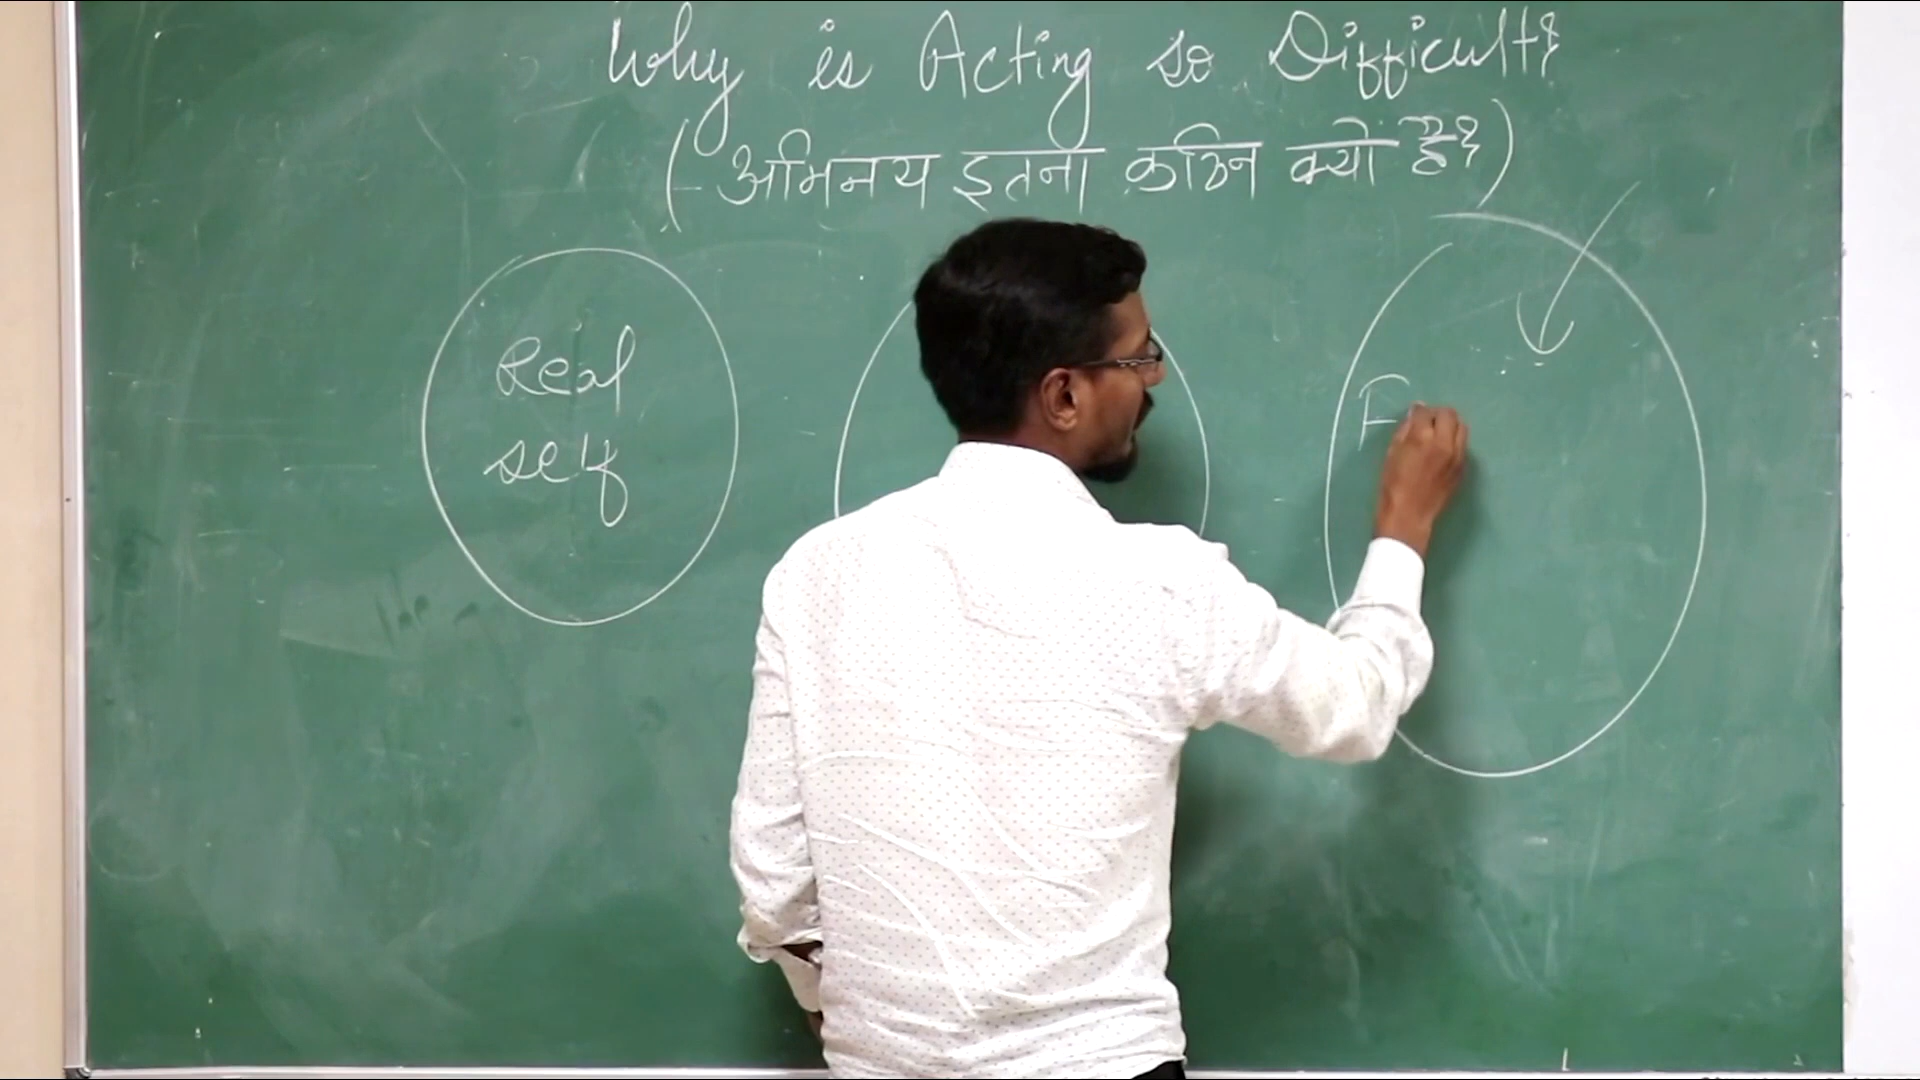 Why is Acting so Difficult?
(अभिनय इतना कठिन क्यों है?)
Real
self
F